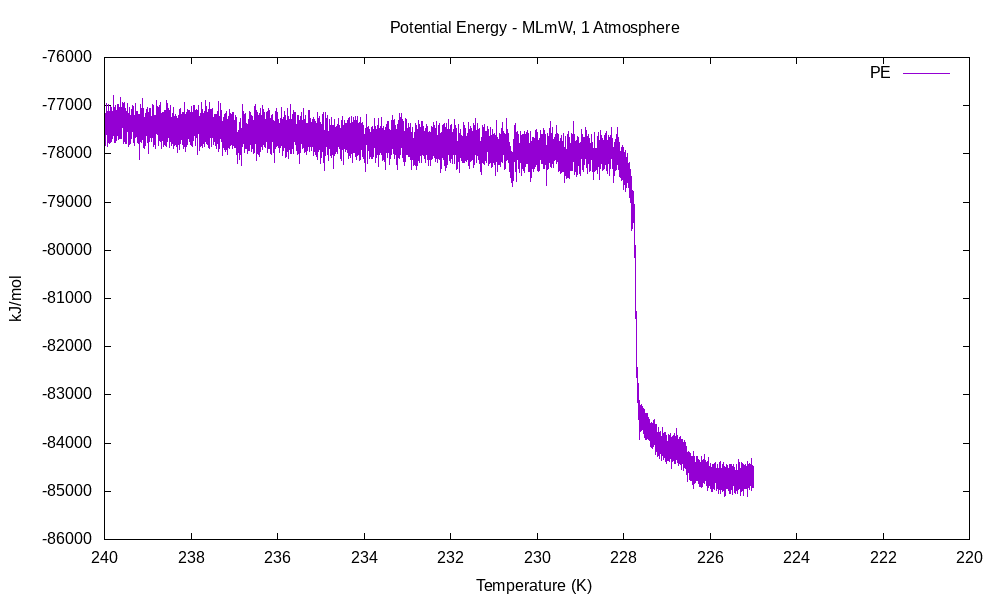 Potential Energy - MLmW, 1 Atmosphere
-76000
PE
-77000
-78000
-79000
-80000
kJ/mol
-81000
-82000
-83000
-84000
-85000
-86000
240 238 236 234 232 230 228 226 224 222 220
Temperature (K)